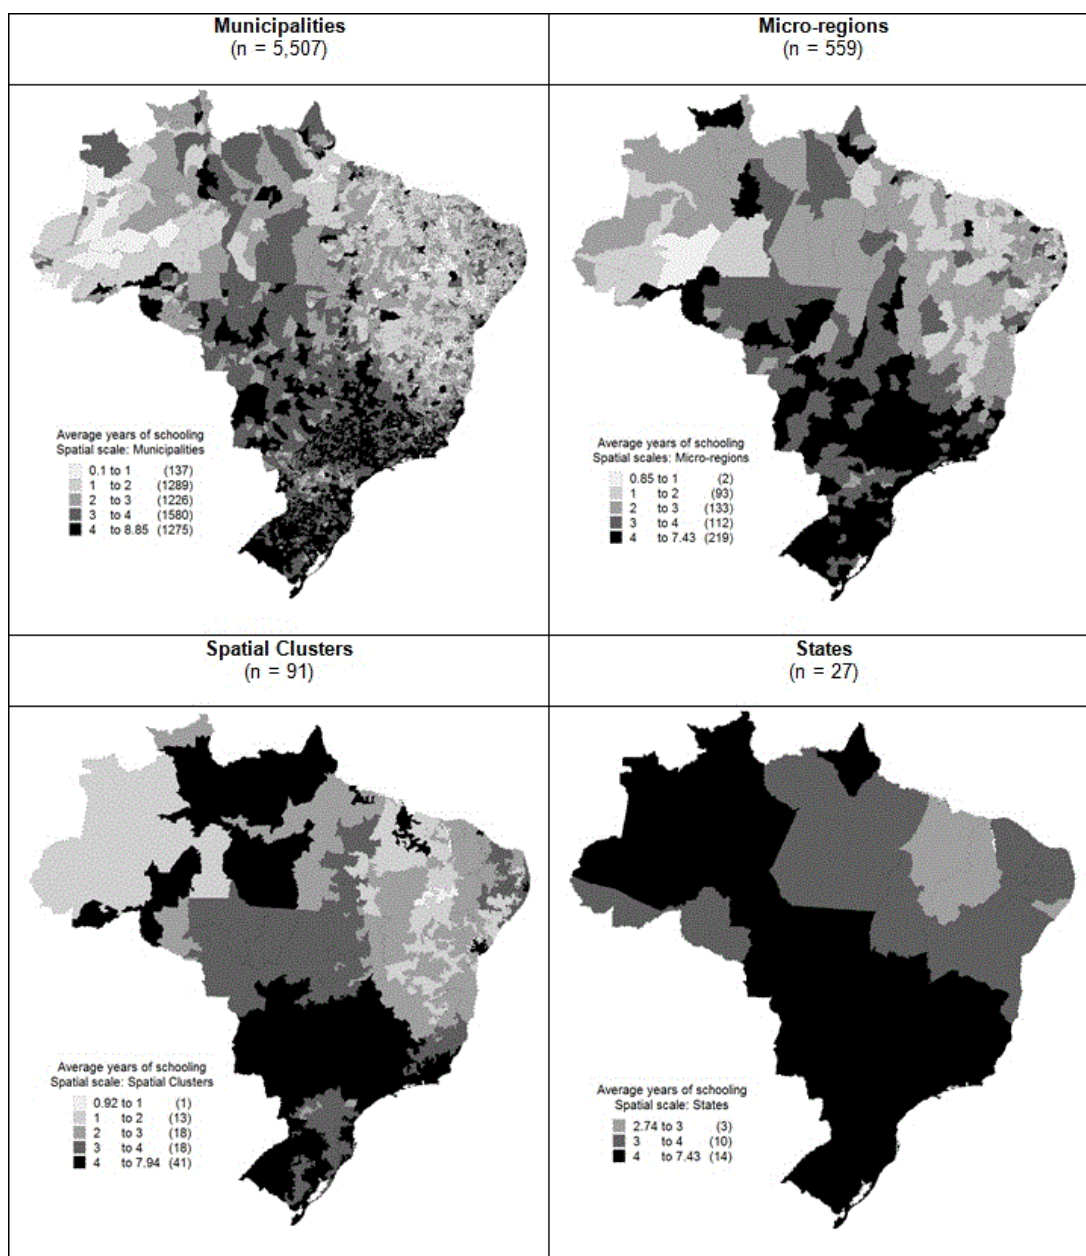 Municipalities
(n = 5,507)
Micro-regions
(n = 559)
Average years of schooling
Spatial scale: Municipalities
0.1 to 1 (137)
1 to 2 (1289)
2 to 3 (1226)
3 to 4 (1580)
4 to 8.85 (1275)
Average years of schooling
Spatial scales: Micro-regions
0.85 to 1 (2)
1 to 2 (93)
2 to 3 (133)
3 to 4 (112)
4 to 7.43 (219)
Spatial Clusters
(n = 91)
States
(n = 27)
Average years of schooling
Spatial scale: Spatial Clusters
0.92 to 1 (1)
1 to 2 (13)
2 to 3 (18)
3 to 4 (18)
4 to 7.94 (41)
Average years of schooling
Spatial scale: States
2.74 to 3 (3)
3 to 4 (10)
4 to 7.43 (14)